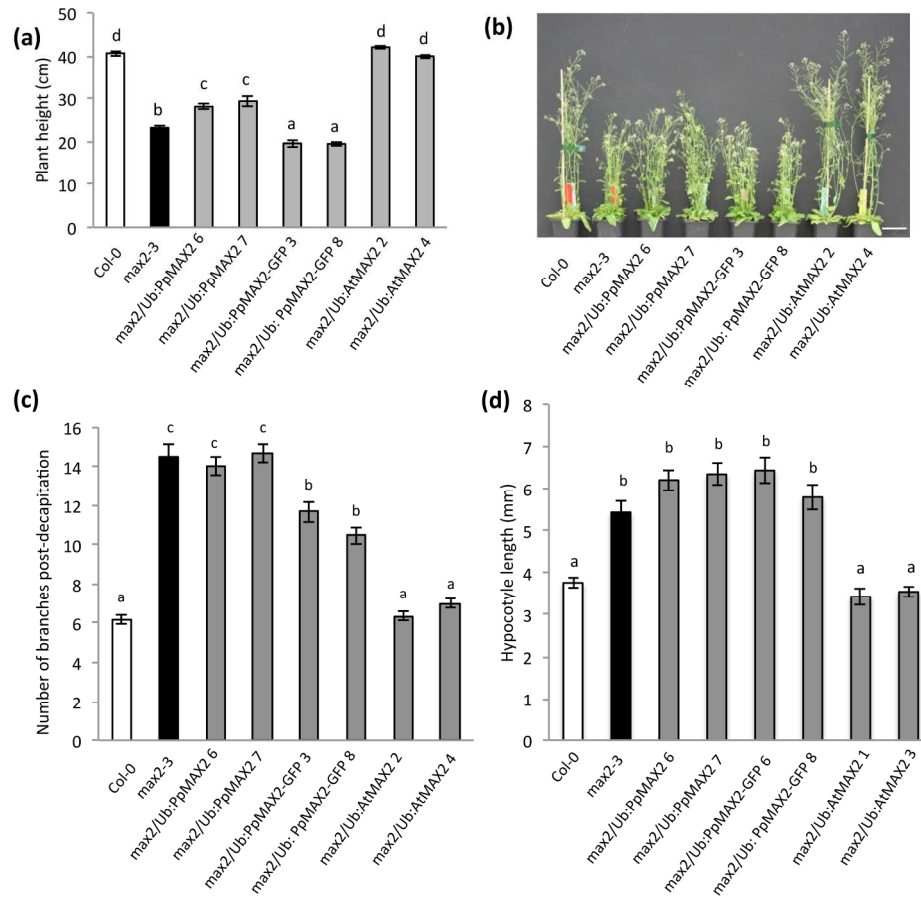 (a)
Plant height (cm)
50
40
30
20
10
0
d
b
c
c
a
a
d
d
Col-0
max2-3
max2/Ub:PpMAX2 6
max2/Ub:PpMAX2 7
max2/Ub:PpMAX2-GFP 3
max2/Ub: PpMAX2-GFP 8
max2/Ub:AtMAX2 2
max2/Ub:AtMAX2 4
(b)
Col-0
max2-3
max2/Ub:PpMAX2 6
max2/Ub:PpMAX2 7
max2/Ub:PpMAX2-GFP 3
max2/Ub: PpMAX2-GFP 8
max2/Ub:AtMAX2 2
max2/Ub:AtMAX2 4
(c)
Number of branches post-decapitation
16
14
12
10
8
6
4
2
0
a
c
c
c
b
b
a
a
Col-0
max2-3
max2/Ub:PpMAX2 6
max2/Ub:PpMAX2 7
max2/Ub:PpMAX2-GFP 3
max2/Ub: PpMAX2-GFP 8
max2/Ub:AtMAX2 2
max2/Ub:AtMAX2 4
(d)
Hypocotyle length (mm)
8
7
6
5
4
3
2
1
0
a
b
b
b
b
b
a
a
Col-0
max2-3
max2/Ub:PpMAX2 6
max2/Ub:PpMAX2 7
max2/Ub:PpMAX2-GFP 6
max2/Ub: PpMAX2-GFP 8
max2/Ub:AtMAX2 1
max2/Ub:AtMAX2 3